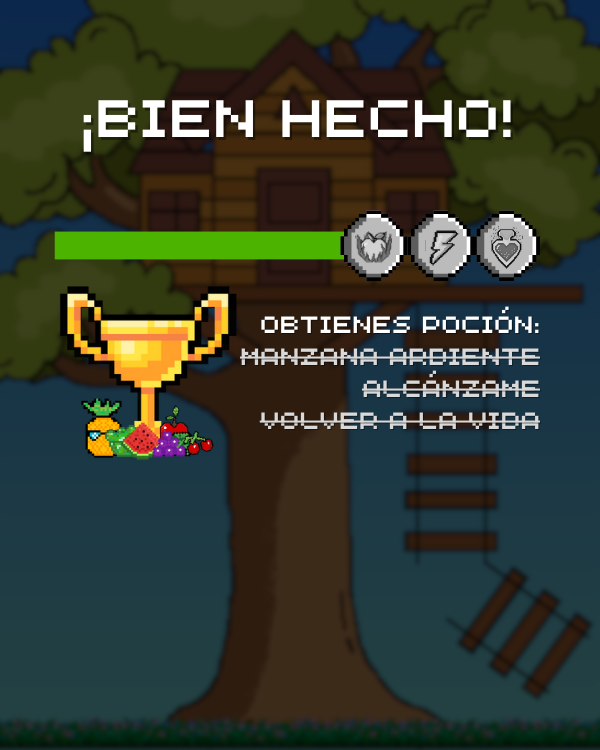 ¡BIEN HECHO!
OBTIENES POCIÓN:
MANZANA ARDIENTE
ALCÁNZAME
VOLVER A LA VIDA